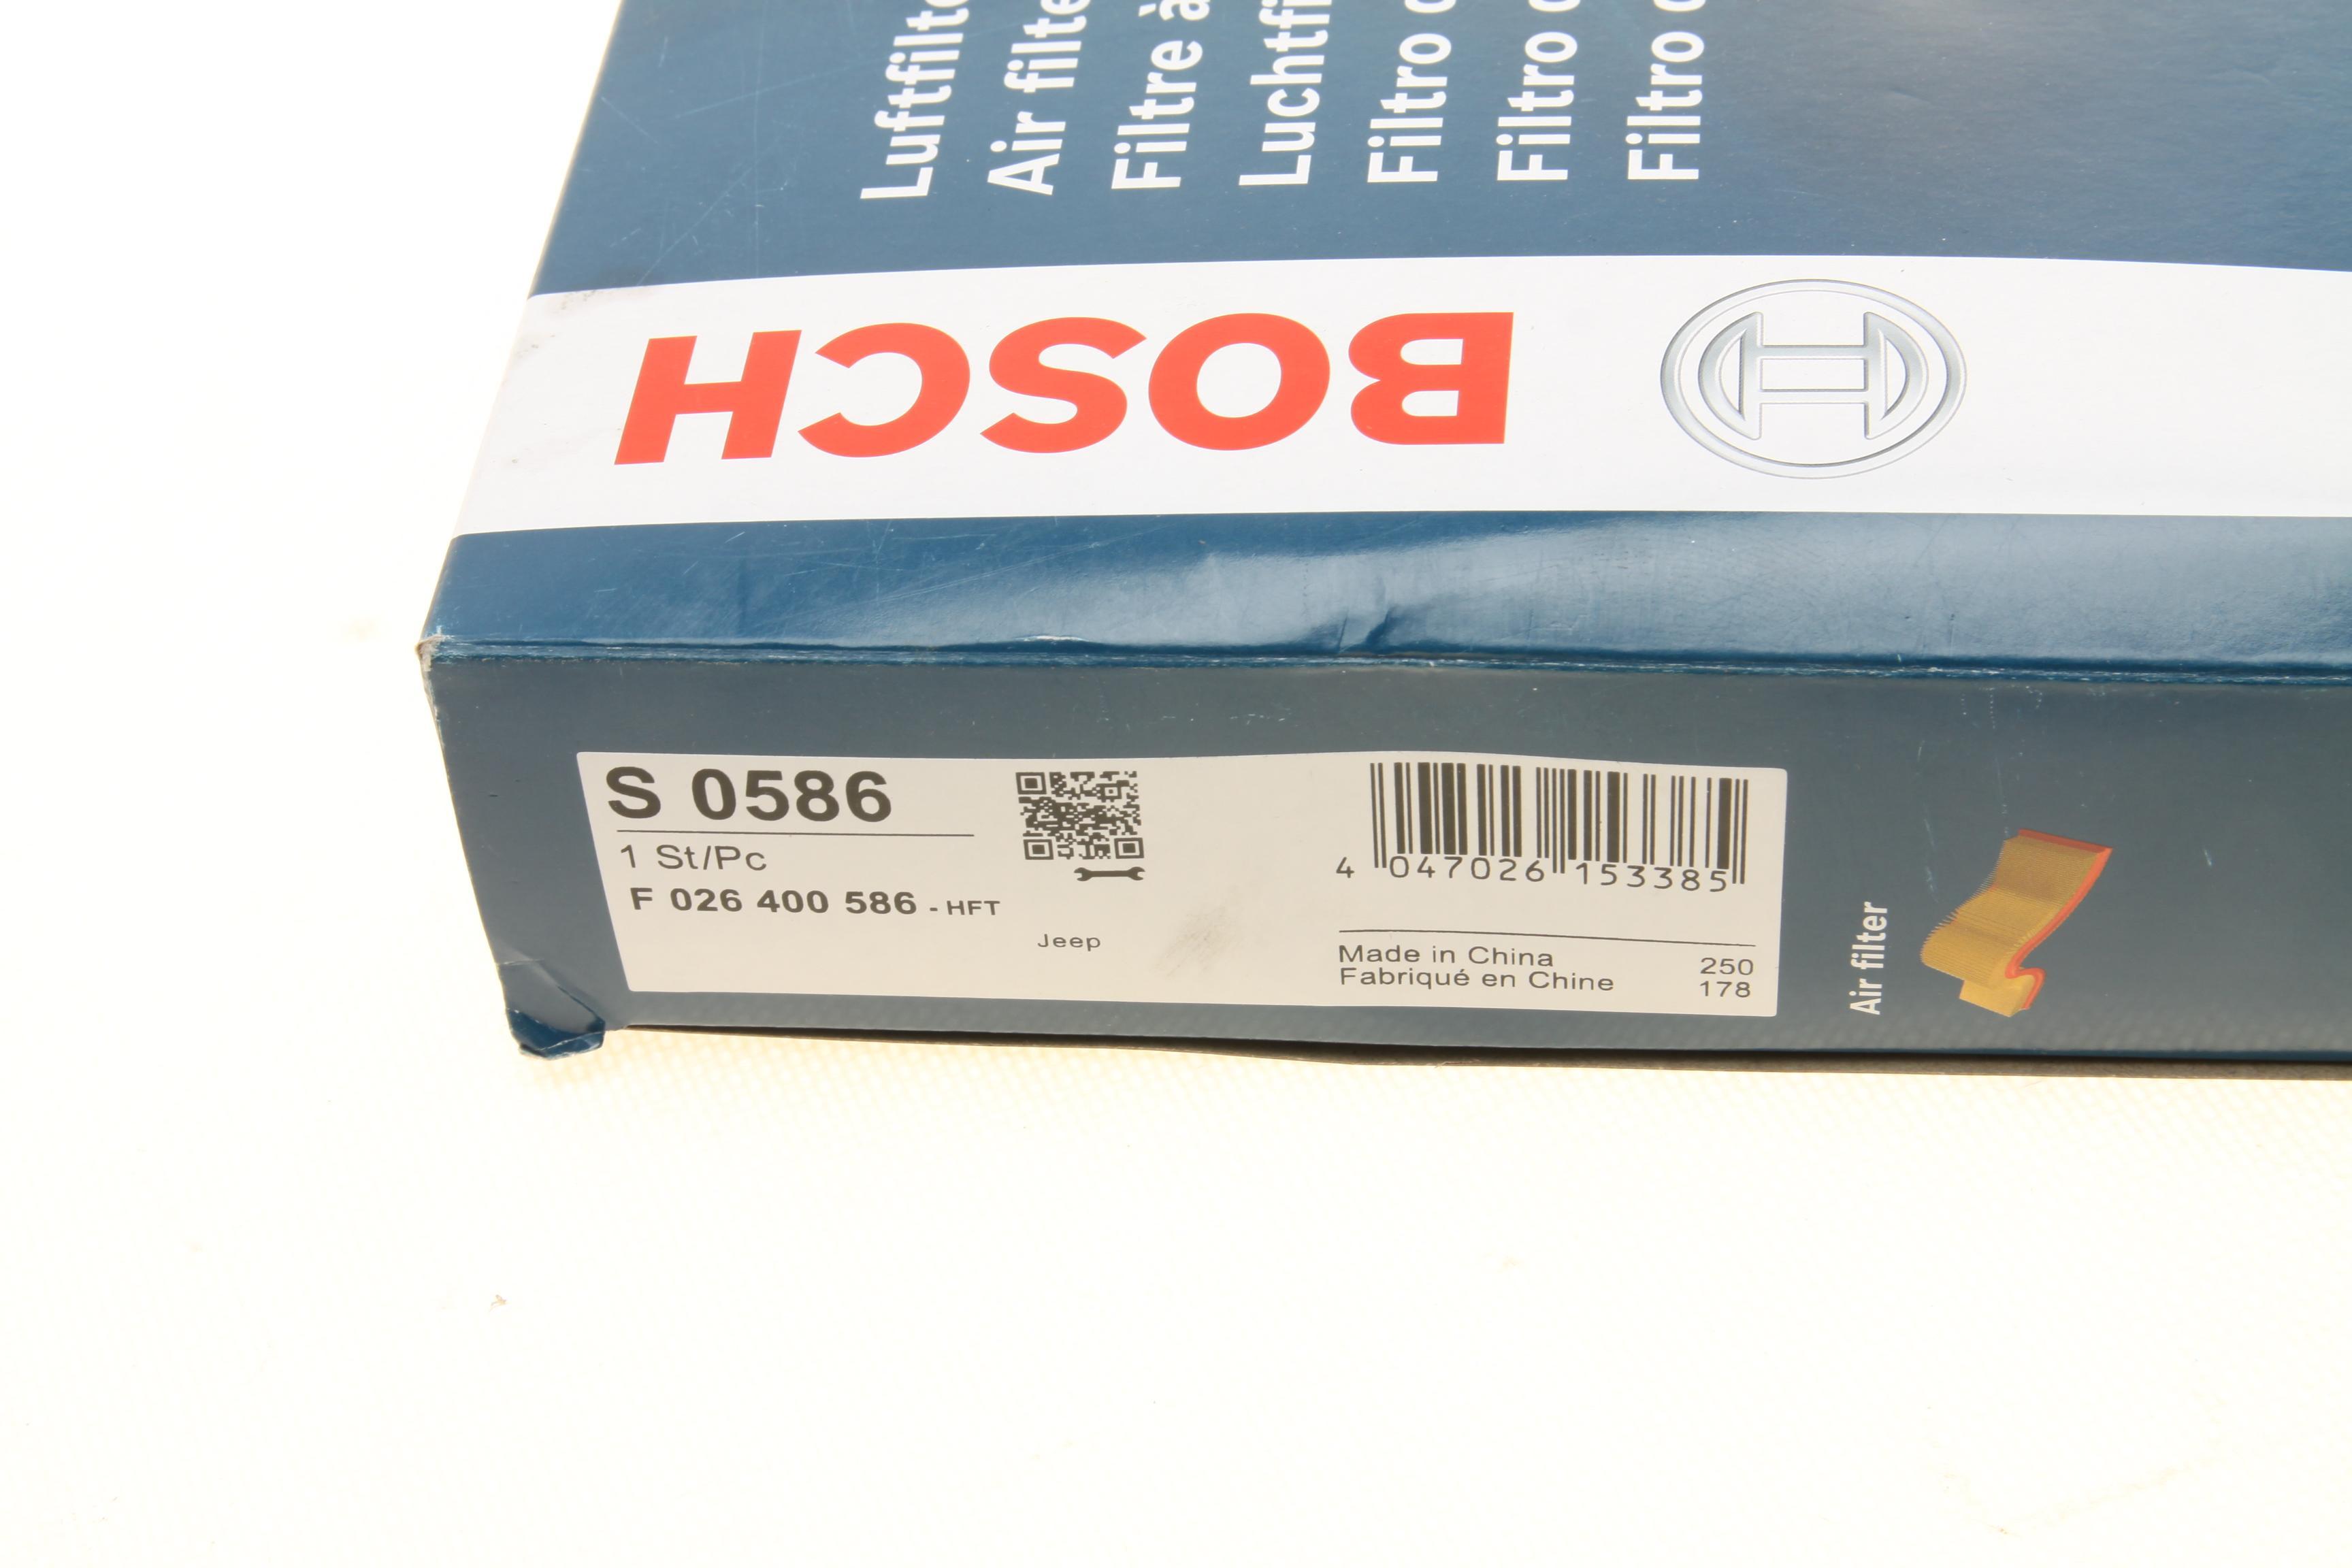 Luftfilte
Air filte
Filtre à
Luchtfi
Filtro
Filtro
Filtro
BOSCH
S 0586
1 St/Pc
F 026 400 586 - HFT
Jeep
4 047026 153385
Made in China
Fabriqué en Chine
250
178
Air filter